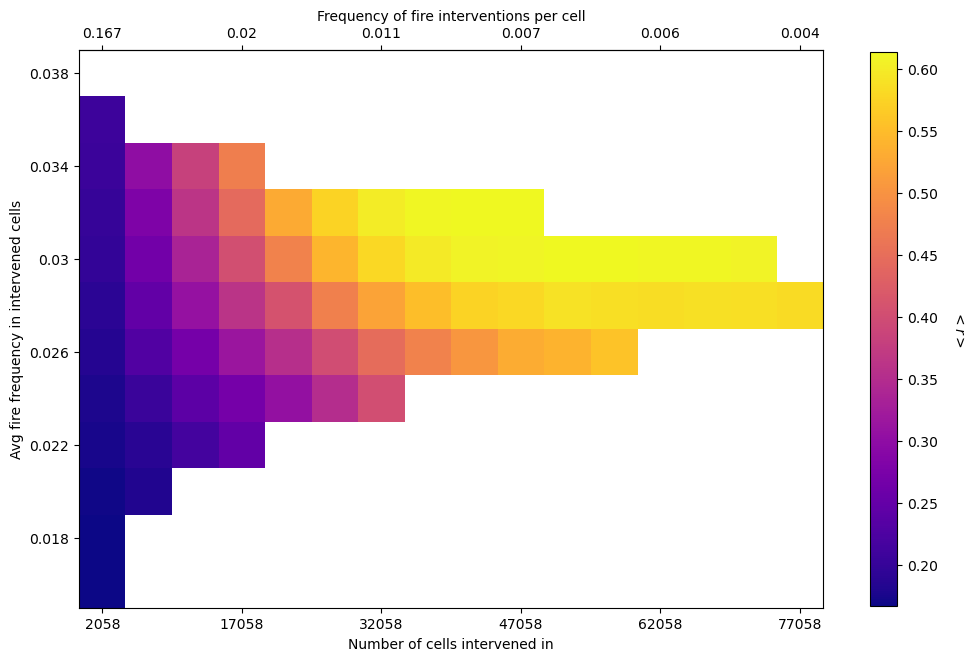 Frequency of fire interventions per cell
0.167 0.02 0.011 0.007 0.006 0.004
Avg fire frequency in intervened cells
0.038
0.034
0.03
0.026
0.022
0.018
2058 17058 32058 47058 62058 77058
Number of cells intervened in
0.60
0.55
0.50
0.45
0.40
0.35
0.30
0.25
0.20
< r >